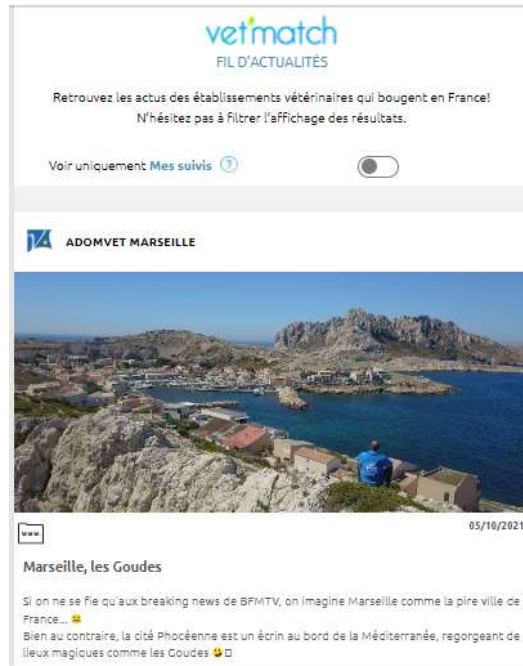 vet'match
FIL D'ACTUALITÉS
Retrouvez les actus des établissements vétérinaires qui bougent en France!
N'hésitez pas à filtrer l'affichage des résultats.
Voir uniquement Mes suivis ?
ADOMVET MARSEILLE
www.
05/10/2021
Marseille, les Goudes
Si on ne se fie qu'aux breaking news de BFMTV, on imagine Marseille comme la pire ville de
France... 😫
Bien au contraire, la cité Phocéenne est un écrin au bord de la Méditerranée, regorgeant de
lieux magiques comme les Goudes 🤩 □